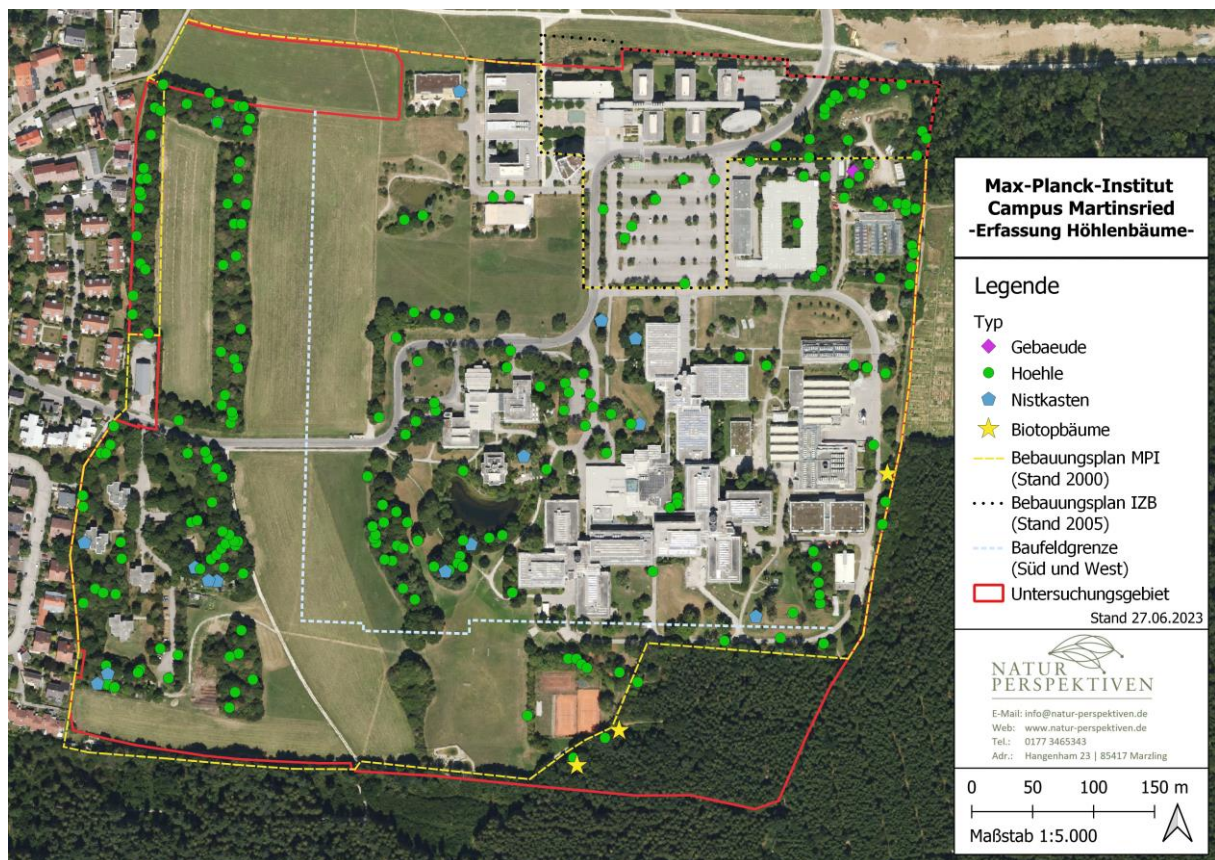 Max-Planck-Institut
Campus Martinsried
-Erfassung Höhlenbäume-
Legende
Typ
Gebaeude
Hoehle
Nistkasten
Biotopbäume
Bebauungsplan MPI
(Stand 2000)
Bebauungsplan IZB
(Stand 2005)
Baufeldgrenze
(Süd und West)
Untersuchungsgebiet
Stand 27.06.2023
NATUR
PERSPEKTIVEN
E-Mail: info@natur-perspektiven.de
Web: www.natur-perspektiven.de
Tel.: 0177 3465343
Adr.: Hangenham 23 | 85417 Marzling
0 50 100 150 m
Maßstab 1:5.000